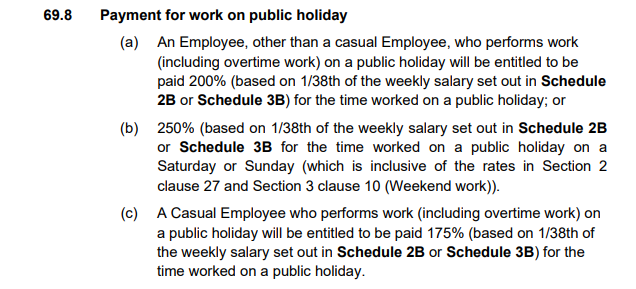 69.8 Payment for work on public holiday
(a) An Employee, other than a casual Employee, who performs work
(including overtime work) on a public holiday will be entitled to be
paid 200% (based on 1/38th of the weekly salary set out in Schedule
2B or Schedule 3B) for the time worked on a public holiday; or
(b) 250% (based on 1/38th of the weekly salary set out in Schedule 2B
or Schedule 3B for the time worked on a public holiday on a
Saturday or Sunday (which is inclusive of the rates in Section 2
clause 27 and Section 3 clause 10 (Weekend work)).
(c) A Casual Employee who performs work (including overtime work) on
a public holiday will be entitled to be paid 175% (based on 1/38th of
the weekly salary set out in Schedule 2B or Schedule 3B) for the
time worked on a public holiday.